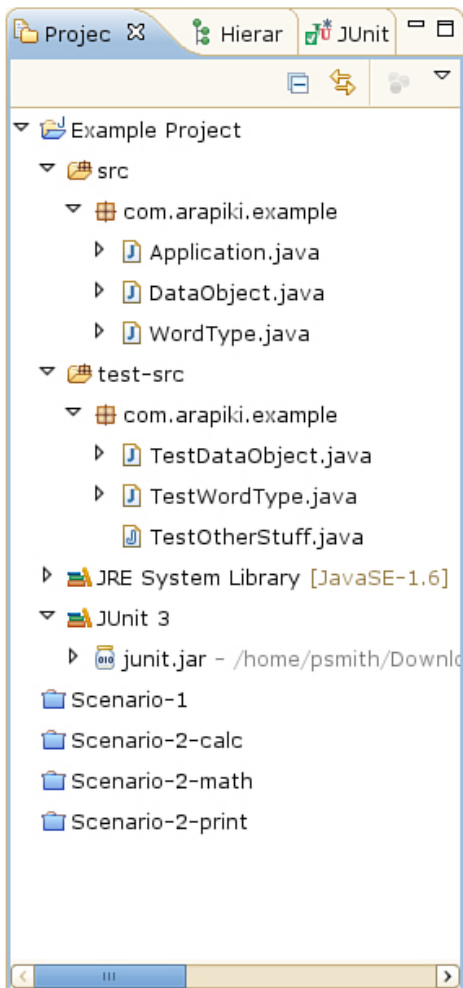 Projec Hierar JUnit
Example Project
src
com.arapiki.example
Application.java
DataObject.java
WordType.java
test-src
com.arapiki.example
TestDataObject.java
TestWordType.java
TestOtherStuff.java
JRE System Library [JavaSE-1.6]
JUnit 3
junit.jar - /home/psmith/Downlo
Scenario-1
Scenario-2-calc
Scenario-2-math
Scenario-2-print